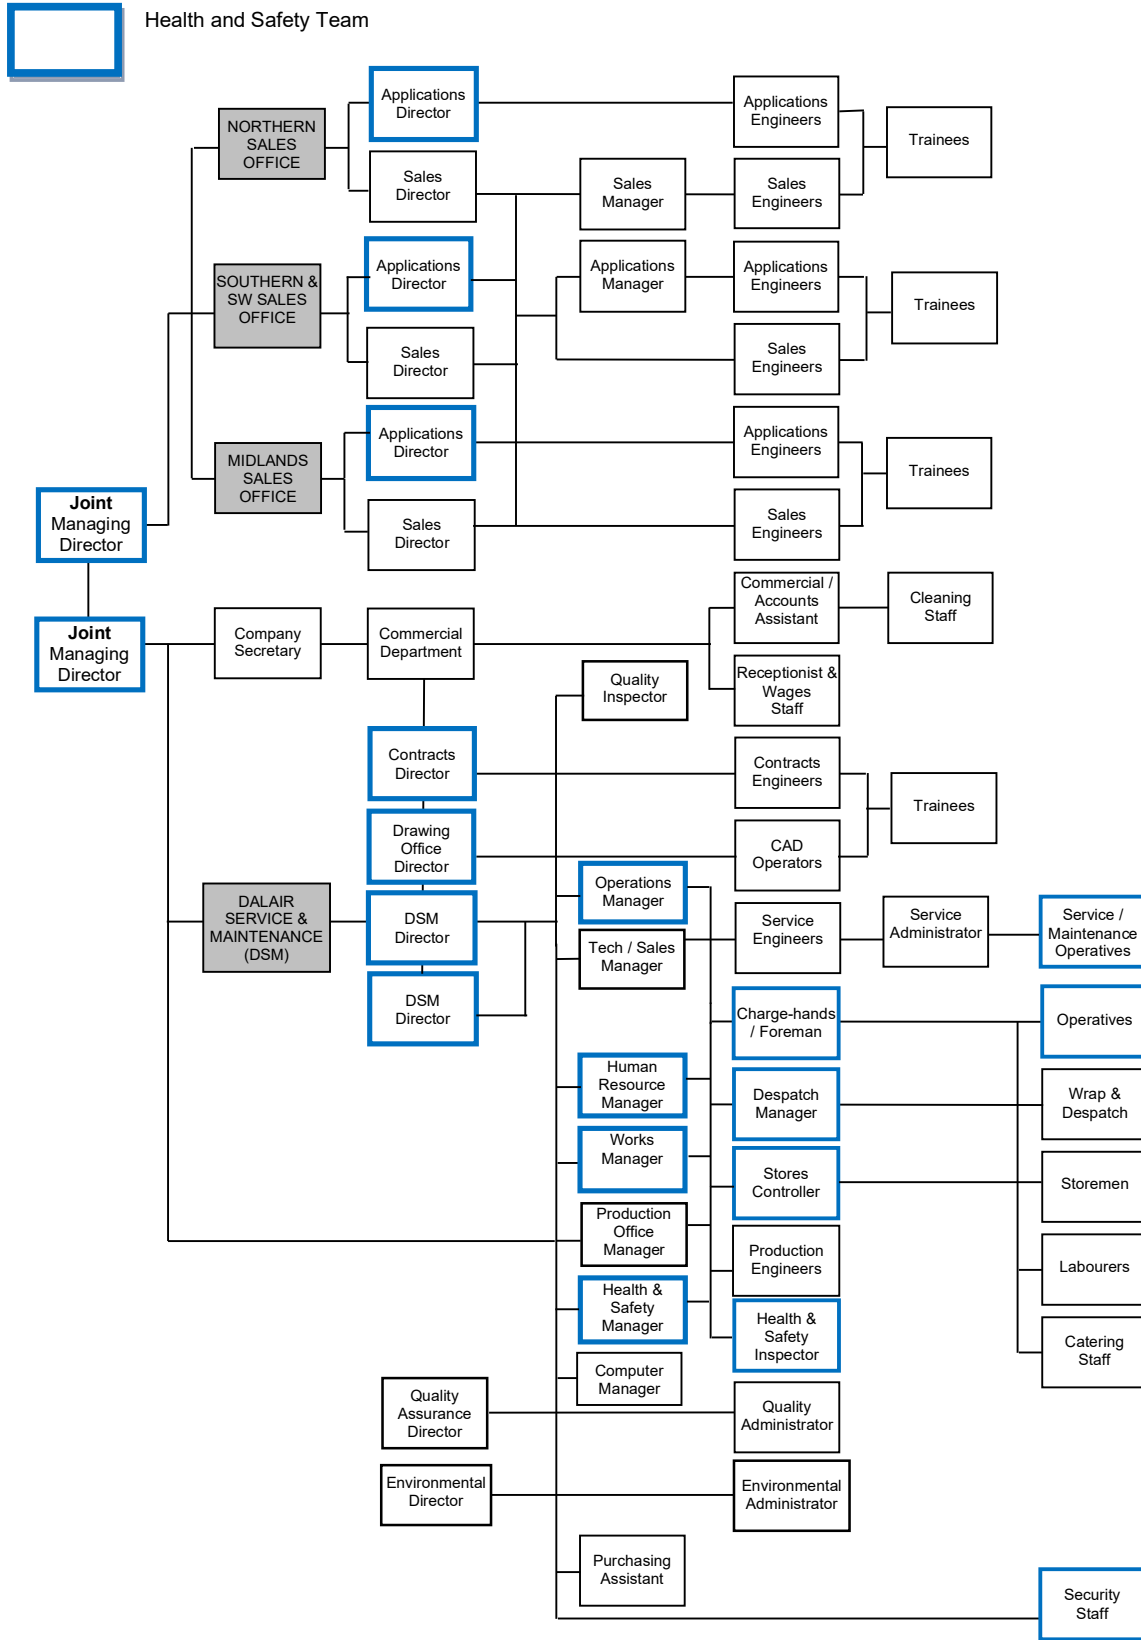 Health and Safety Team
Applications
Director
Applications
Engineers
Trainees
NORTHERN
SALES
OFFICE
Sales
Director
Sales
Manager
Sales
Engineers
Applications
Director
Applications
Manager
Applications
Engineers
Trainees
SOUTHERN &
SW SALES
OFFICE
Sales
Director
Sales
Engineers
Applications
Director
Applications
Engineers
Trainees
MIDLANDS
SALES
OFFICE
Joint
Managing
Director
Sales
Director
Sales
Engineers
Commercial /
Accounts
Assistant
Cleaning
Staff
Joint
Managing
Director
Company
Secretary
Commercial
Department
Quality
Inspector
Receptionist &
Wages
Staff
Contracts
Director
Contracts
Engineers
Trainees
Drawing
Office
Director
CAD
Operators
DALAIR
SERVICE &
MAINTENANCE
(DSM)
DSM
Director
Operations
Manager
Tech / Sales
Manager
Service
Engineers
Service
Administrator
Service /
Maintenance
Operatives
DSM
Director
Charge-hands
/ Foreman
Operatives
Human
Resource
Manager
Despatch
Manager
Wrap &
Despatch
Works
Manager
Stores
Controller
Storemen
Production
Office
Manager
Production
Engineers
Labourers
Health &
Safety
Manager
Health &
Safety
Inspector
Catering
Staff
Computer
Manager
Quality
Assurance
Director
Quality
Administrator
Environmental
Director
Environmental
Administrator
Purchasing
Assistant
Security
Staff